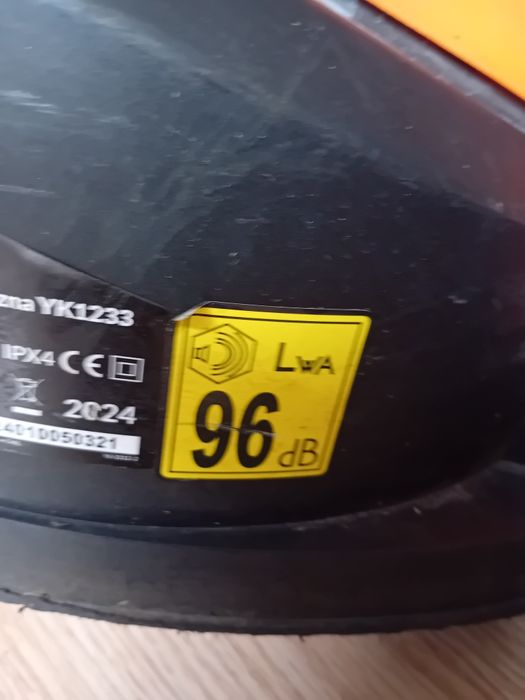 zna YK1233
IPX4 CE
2024
401D050321
LWA
96 dB